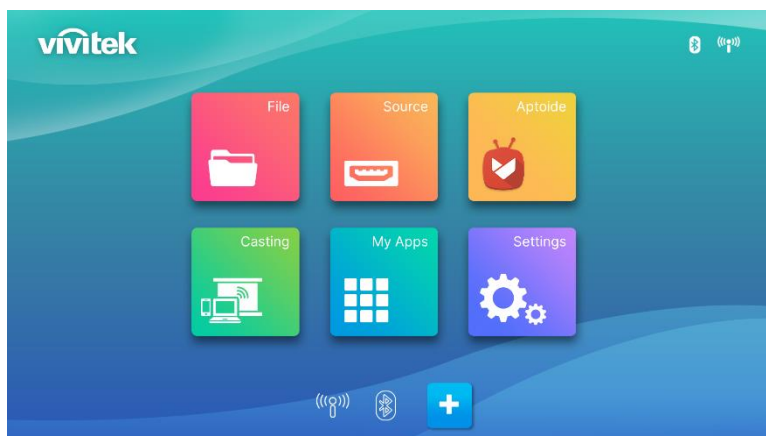 vivitek
File
Source
Aptoide
Casting
My Apps
Settings